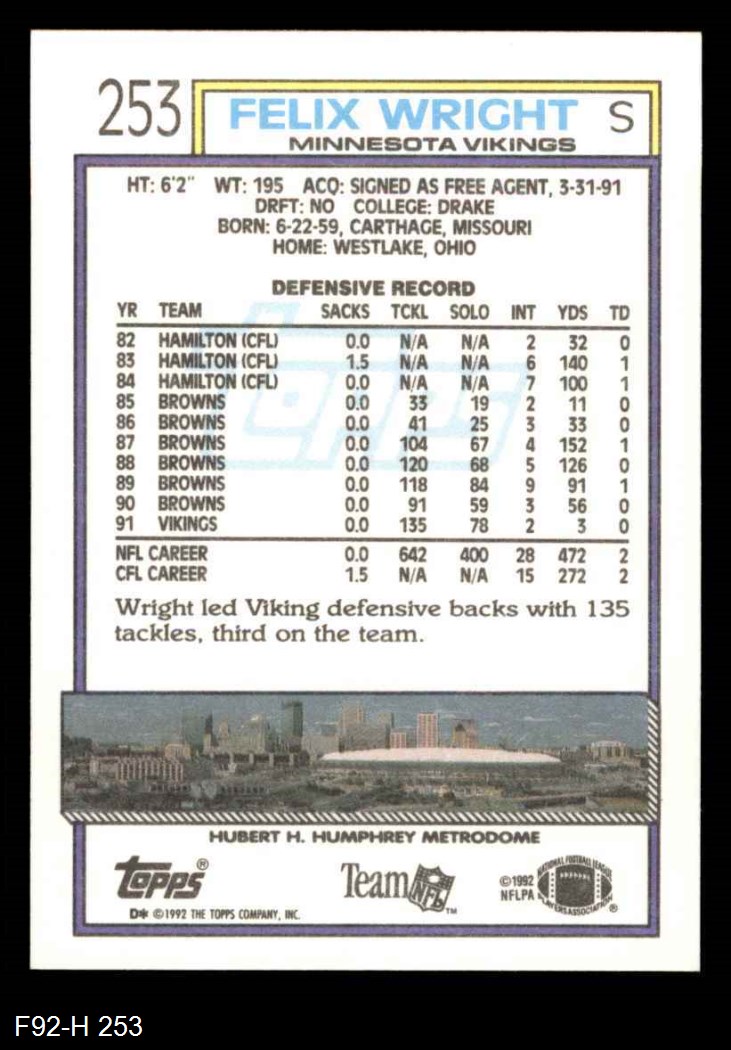 253 FELIX WRIGHT S
MINNESOTA VIKINGS
HT: 6'2" WT: 195 ACQ: SIGNED AS FREE AGENT, 3-31-91
DRFT: NO COLLEGE: DRAKE
BORN: 6-22-59, CARTHAGE, MISSOURI
HOME: WESTLAKE, OHIO
DEFENSIVE RECORD
YR TEAM SACKS TCKL SOLO INT YDS TD
82 HAMILTON (CFL) 0.0 N/A N/A 2 32 0
83 HAMILTON (CFL) 1.5 N/A N/A 6 140 1
84 HAMILTON (CFL) 0.0 N/A N/A 7 100 1
85 BROWNS 0.0 33 19 2 11 0
86 BROWNS 0.0 41 25 3 33 0
87 BROWNS 0.0 104 67 4 152 1
88 BROWNS 0.0 120 68 5 126 0
89 BROWNS 0.0 118 84 9 91 1
90 BROWNS 0.0 91 59 3 56 0
91 VIKINGS 0.0 135 78 2 3 0
NFL CAREER 0.0 642 400 28 472 2
CFL CAREER 1.5 N/A N/A 15 272 2
TOPPS
Wright led Viking defensive backs with 135
tackles, third on the team.
HUBERT H. HUMPHREY METRODOME
Topps®
D* ©1992 THE TOPPS COMPANY, INC.
Team NFL™
©1992
NFLPA
NATIONAL FOOTBALL LEAGUE
PLAYERS ASSOCIATION ®
F92-H 253